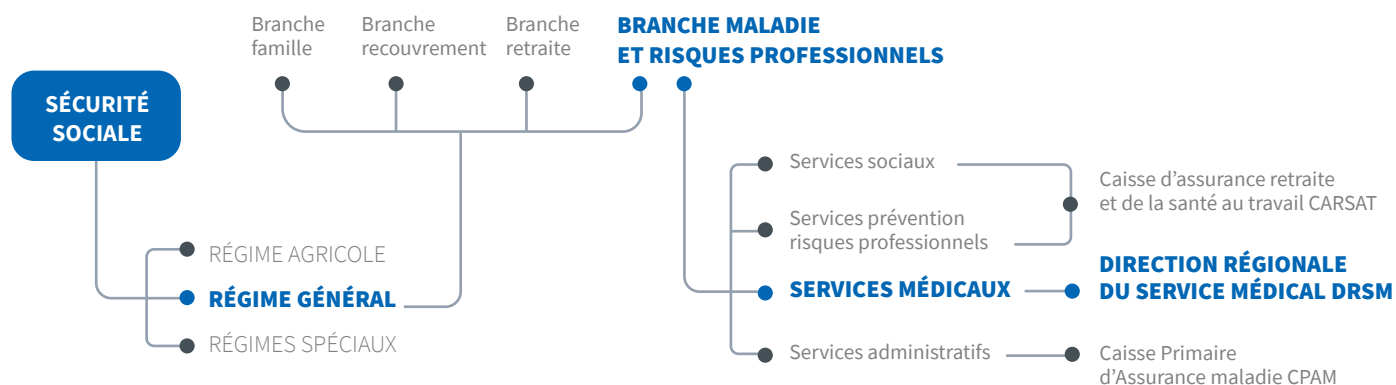 Branche
famille
Branche
recouvrement
Branche
retraite
BRANCHE MALADIE
ET RISQUES PROFESSIONNELS
SÉCURITÉ
SOCIALE
RÉGIME AGRICOLE
RÉGIME GÉNÉRAL
RÉGIMES SPÉCIAUX
Services sociaux
Services prévention
risques professionnels
SERVICES MÉDICAUX
Services administratifs
Caisse d’assurance retraite
et de la santé au travail CARSAT
DIRECTION RÉGIONALE
DU SERVICE MÉDICAL DRSM
Caisse Primaire
d’Assurance maladie CPAM